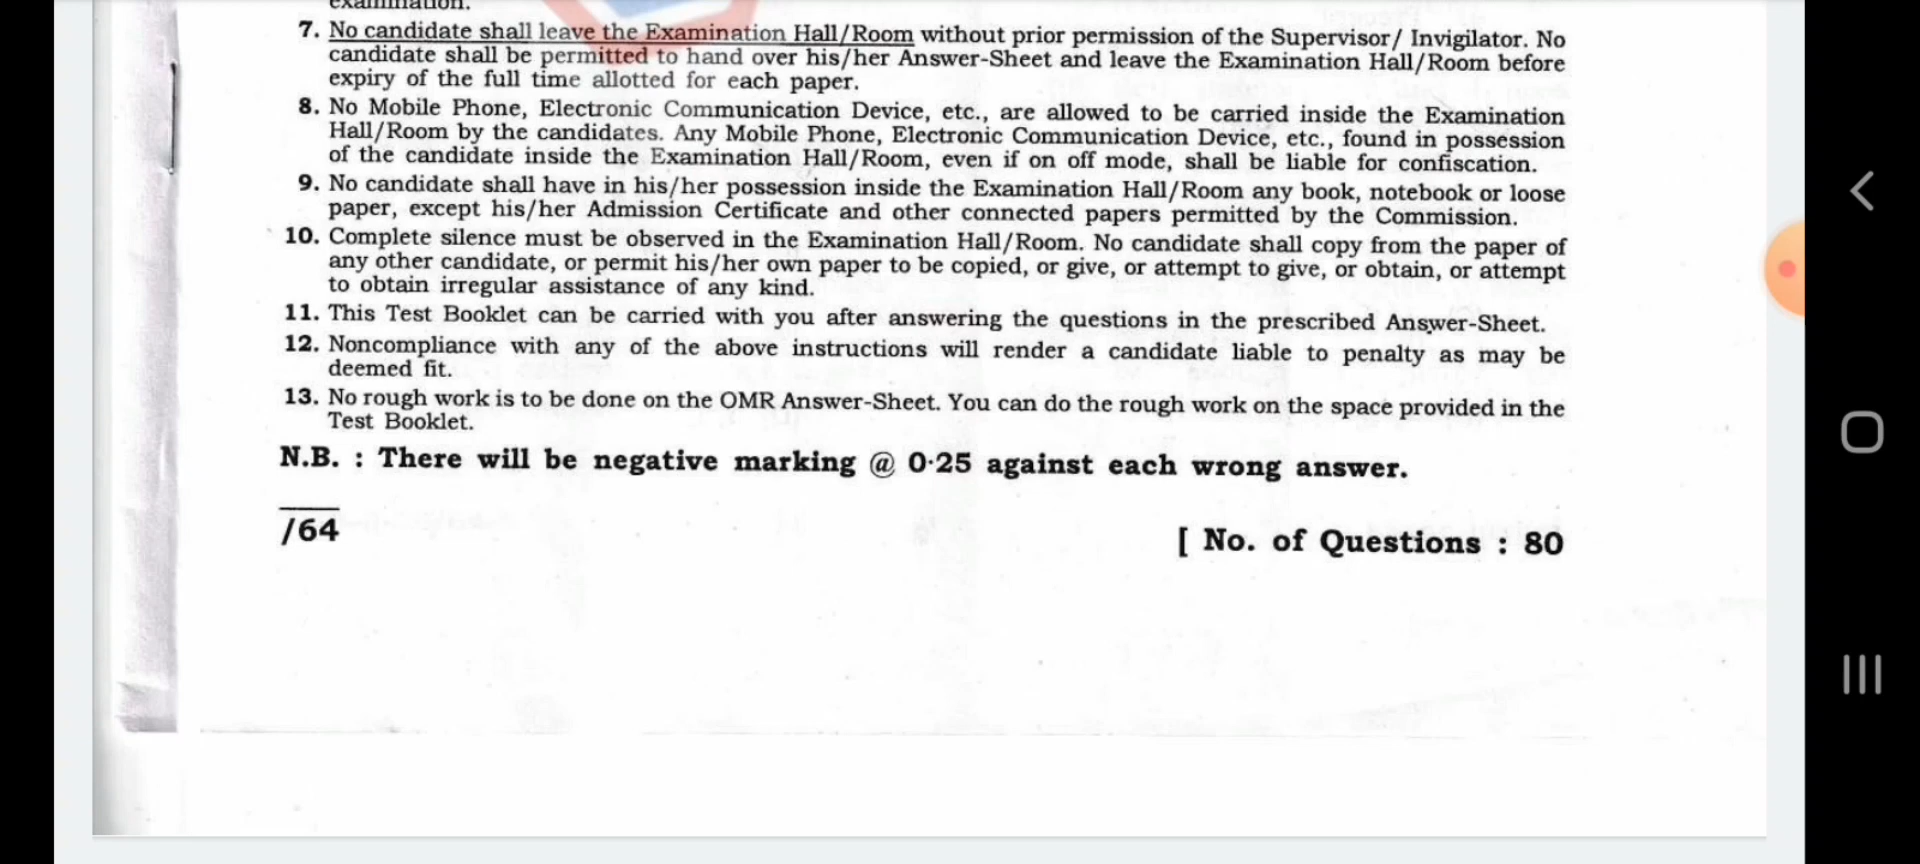 examination.
7. No candidate shall leave the Examination Hall/Room without prior permission of the Supervisor/ Invigilator. No
candidate shall be permitted to hand over his/her Answer-Sheet and leave the Examination Hall/Room before
expiry of the full time allotted for each paper.
8. No Mobile Phone, Electronic Communication Device, etc., are allowed to be carried inside the Examination
Hall/Room by the candidates. Any Mobile Phone, Electronic Communication Device, etc., found in possession
of the candidate inside the Examination Hall/Room, even if on off mode, shall be liable for confiscation.
9. No candidate shall have in his/her possession inside the Examination Hall/Room any book, notebook or loose
paper, except his/her Admission Certificate and other connected papers permitted by the Commission.
10. Complete silence must be observed in the Examination Hall/Room. No candidate shall copy from the paper of
any other candidate, or permit his/her own paper to be copied, or give, or attempt to give, or obtain, or attempt
to obtain irregular assistance of any kind.
11. This Test Booklet can be carried with you after answering the questions in the prescribed Answer-Sheet.
12. Noncompliance with any of the above instructions will render a candidate liable to penalty as may be
deemed fit.
13. No rough work is to be done on the OMR Answer-Sheet. You can do the rough work on the space provided in the
Test Booklet.
N.B. : There will be negative marking @ 0·25 against each wrong answer.
/64
[ No. of Questions : 80